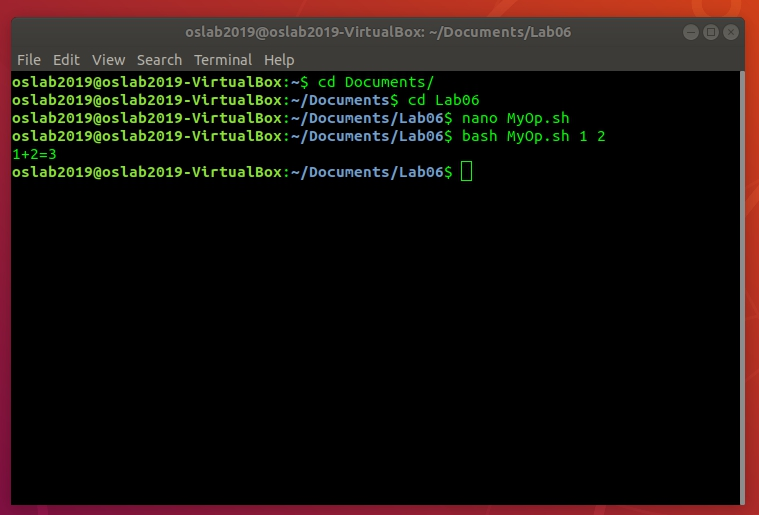 oslab2019@oslab2019-VirtualBox: ~/Documents/Lab06
File Edit View Search Terminal Help
oslab2019@oslab2019-VirtualBox:~$ cd Documents/
oslab2019@oslab2019-VirtualBox:~/Documents$ cd Lab06
oslab2019@oslab2019-VirtualBox:~/Documents/Lab06$ nano MyOp.sh
oslab2019@oslab2019-VirtualBox:~/Documents/Lab06$ bash MyOp.sh 1 2
1+2=3
oslab2019@oslab2019-VirtualBox:~/Documents/Lab06$